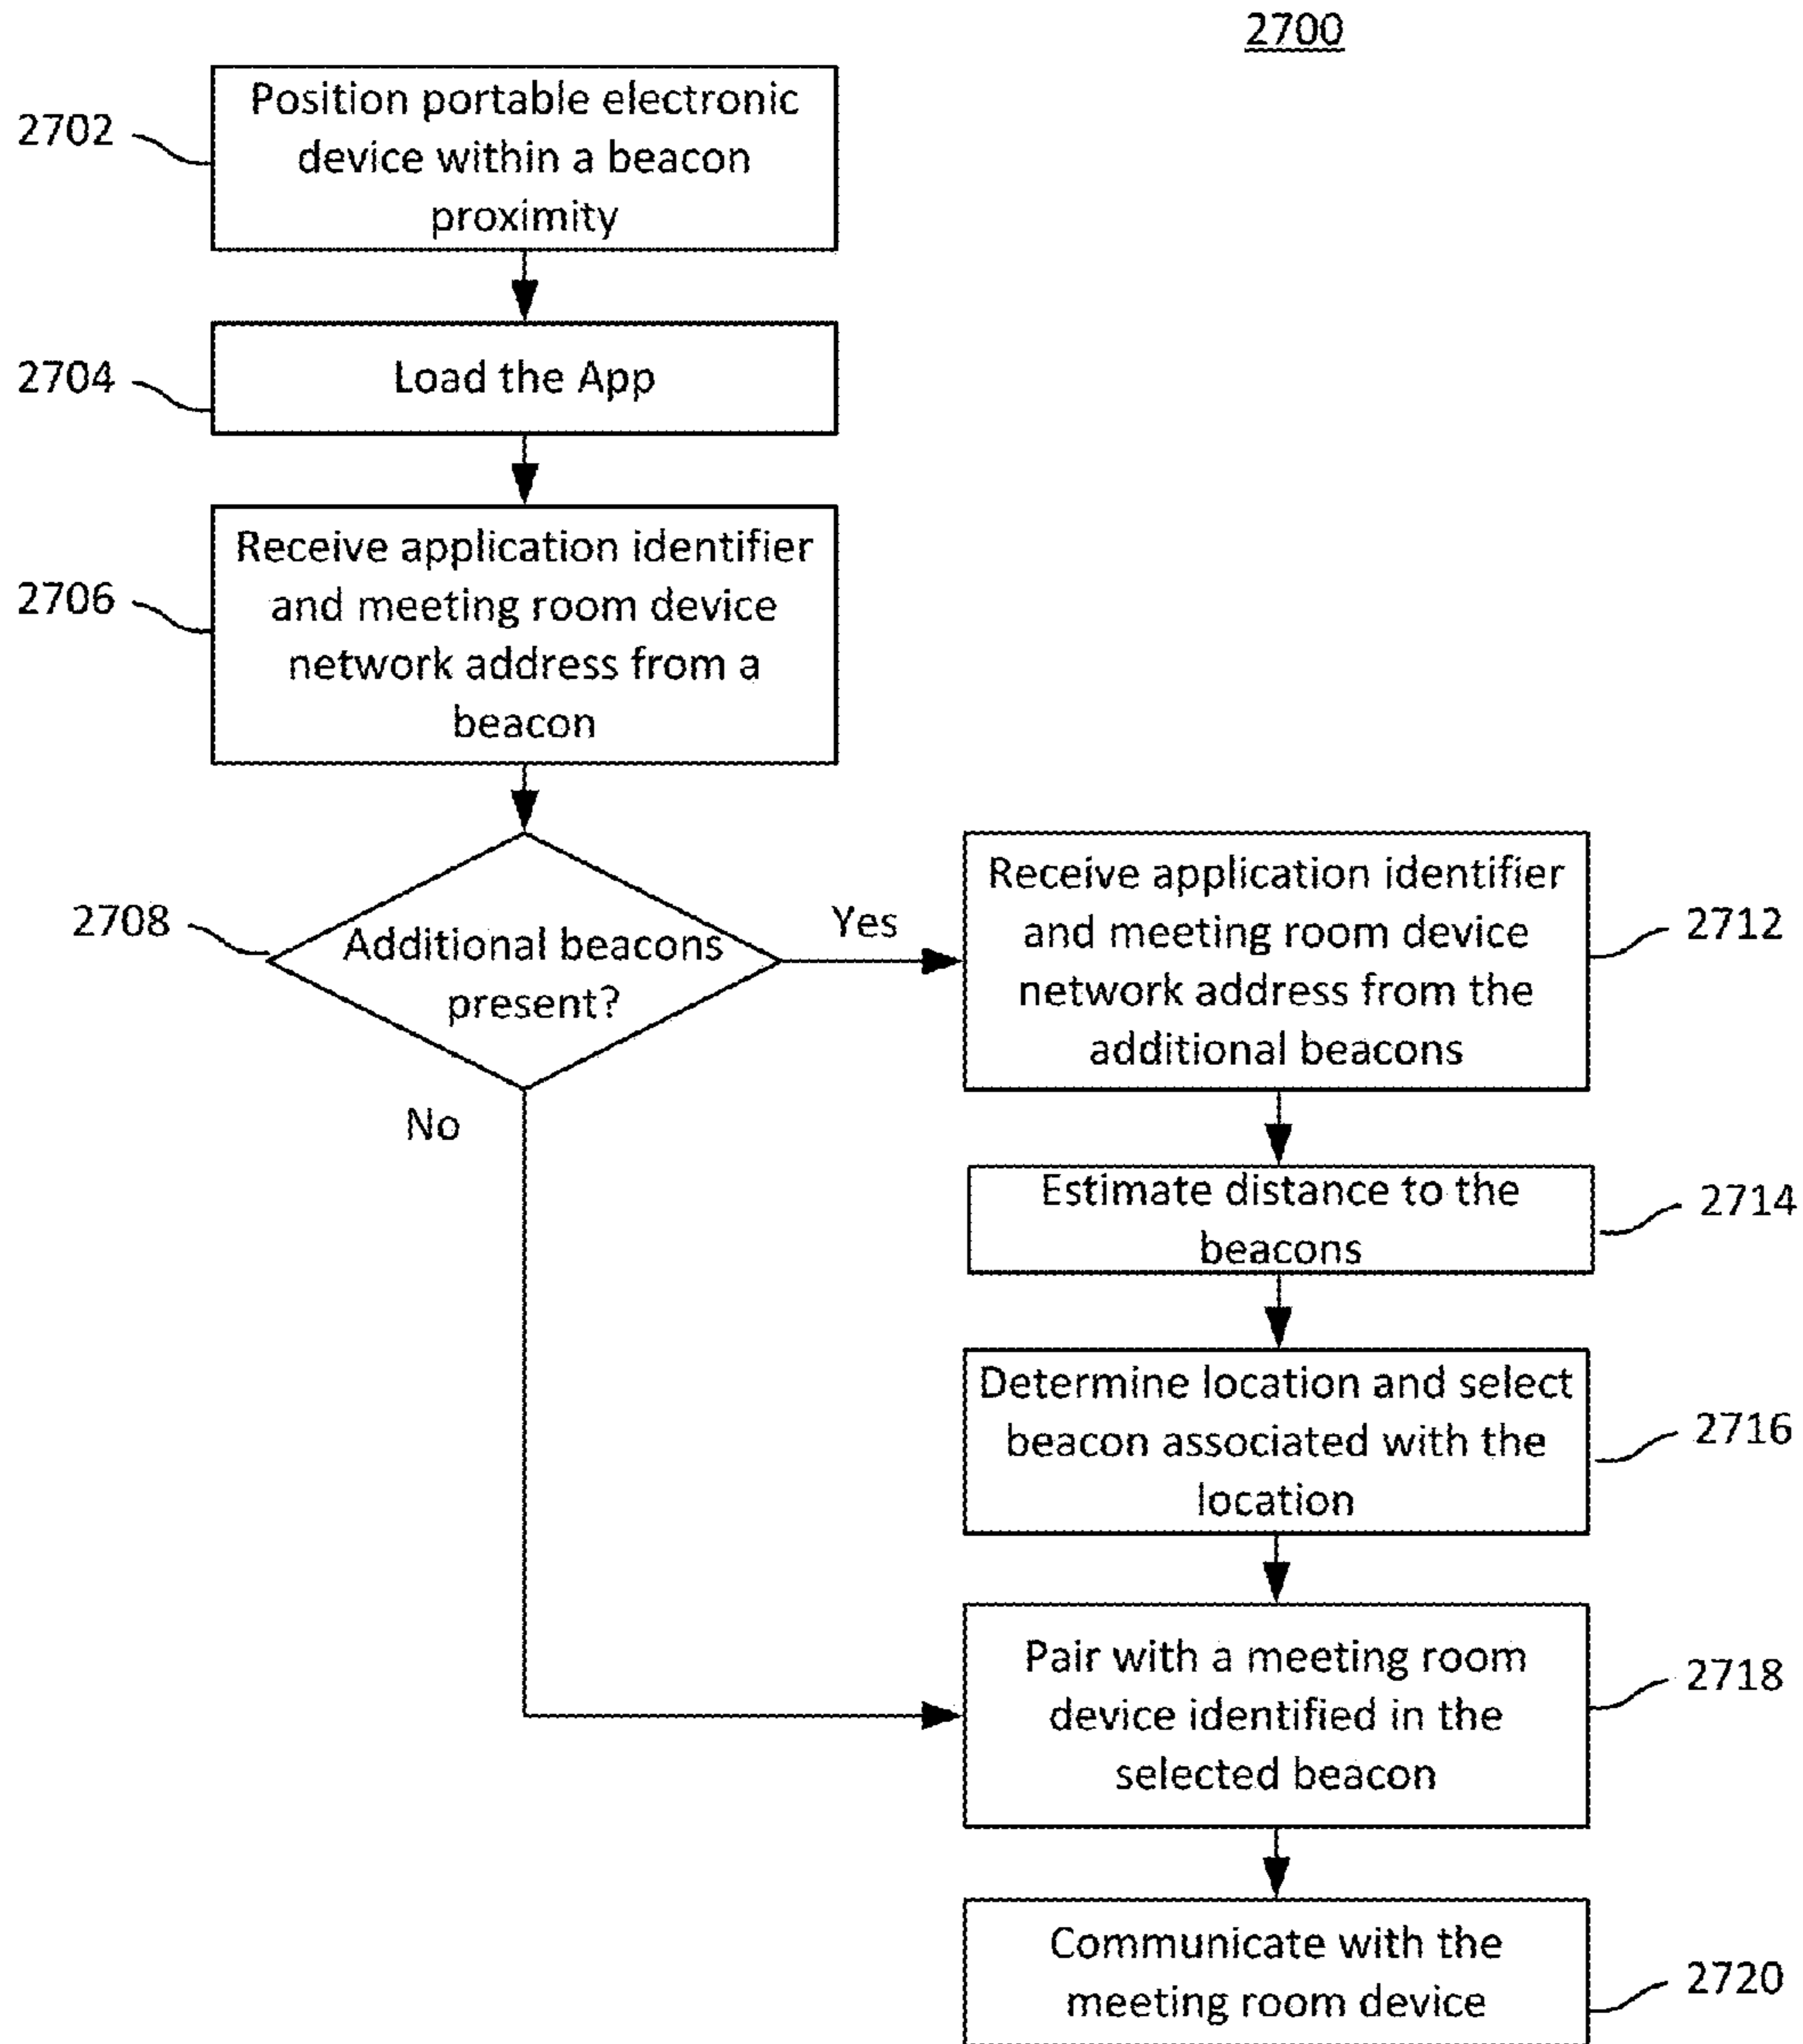 2700
2702
Position portable electronic
device within a beacon
proximity
2704
Load the App
2706
Receive application identifier
and meeting room device
network address from a
beacon
2708
Additional beacons
present?
Yes
No
Receive application identifier
and meeting room device
network address from the
additional beacons
2712
Estimate distance to the
beacons
2714
Determine location and select
beacon associated with the
location
2716
Pair with a meeting room
device identified in the
selected beacon
2718
Communicate with the
meeting room device
2720